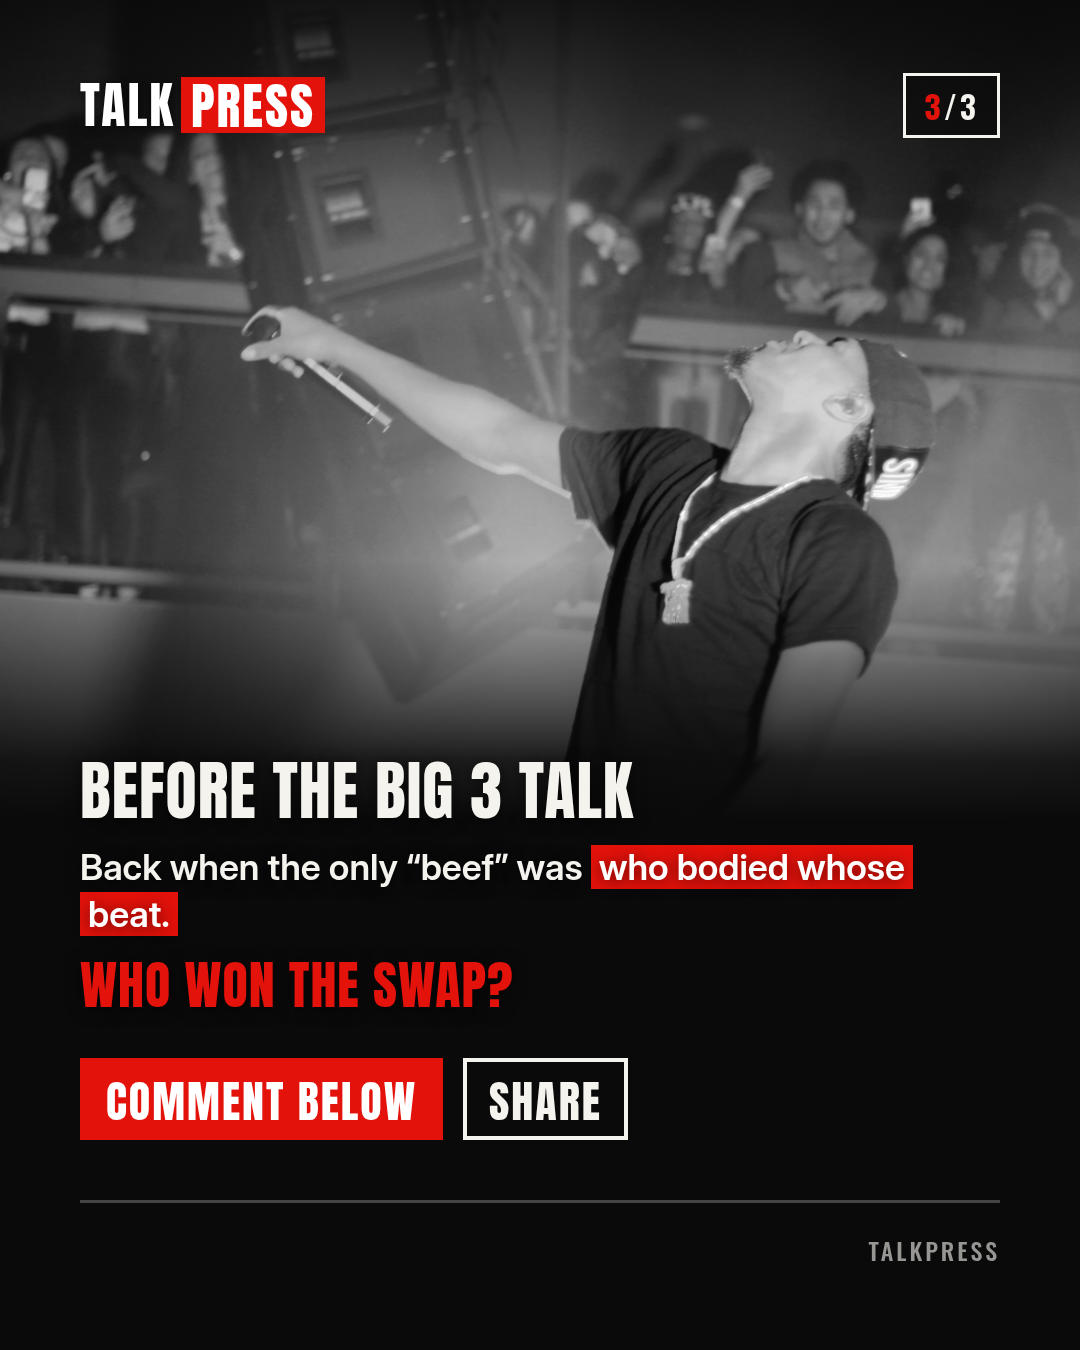 TALK PRESS
3/3
BEFORE THE BIG 3 TALK
Back when the only “beef” was who bodied whose
beat.
WHO WON THE SWAP?
COMMENT BELOW
SHARE
TALKPRESS